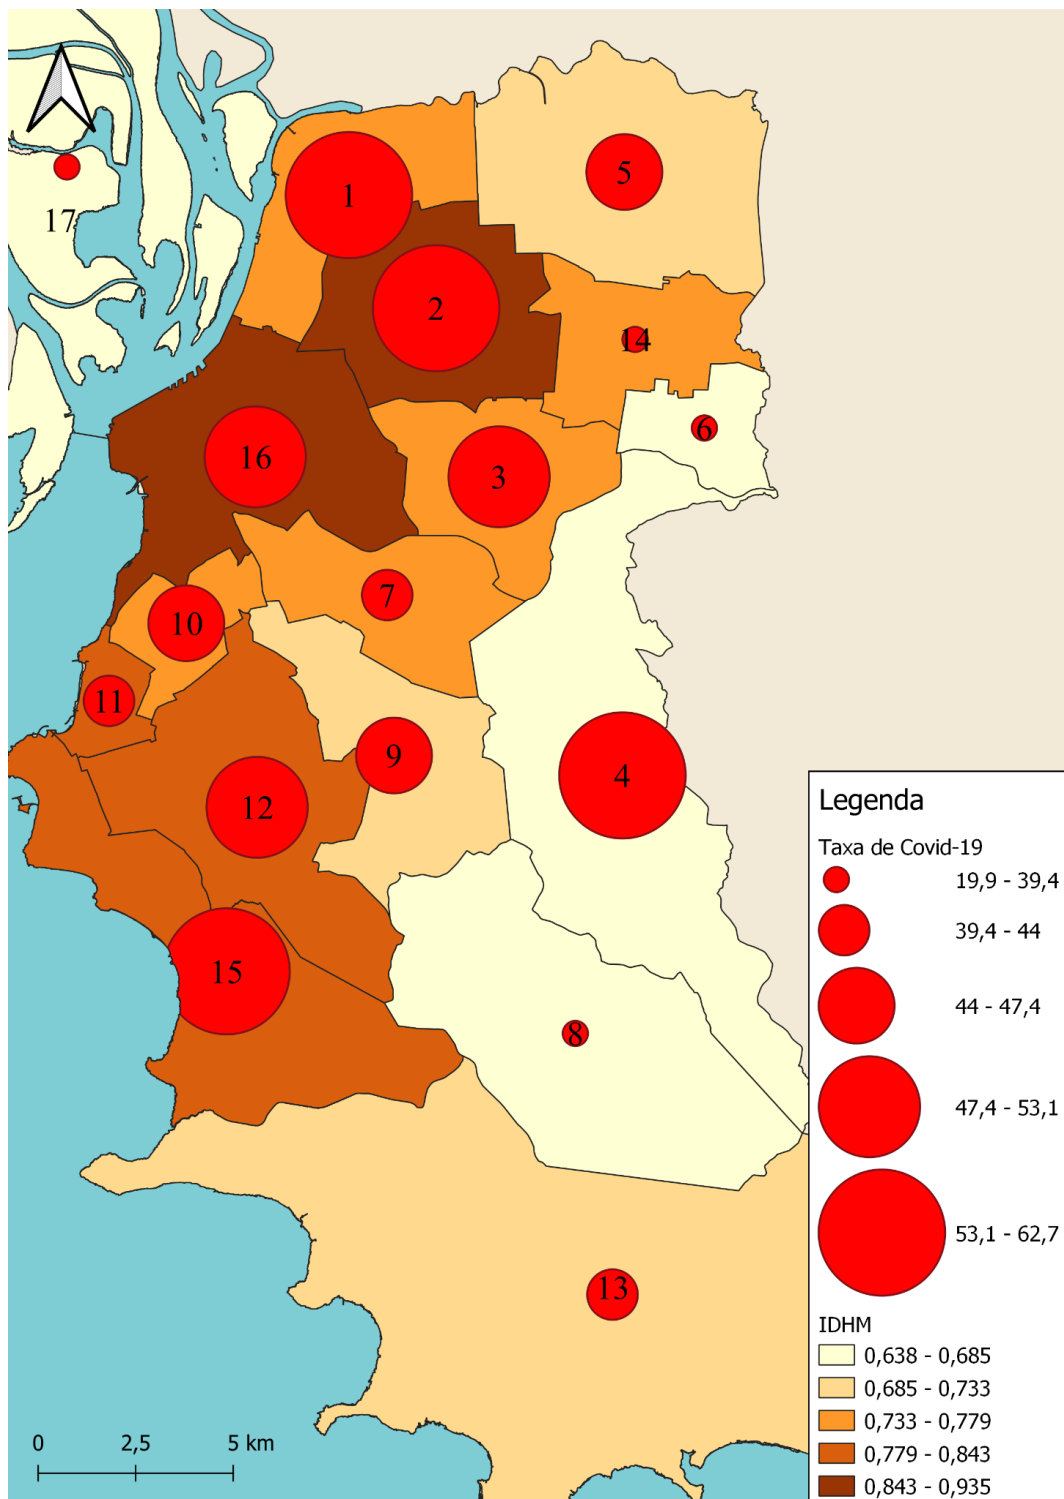 1
5
17
2
14
6
16
3
7
10
11
9
4
12
15
8
13
Legenda
Taxa de Covid-19
19,9 - 39,4
39,4 - 44
44 - 47,4
47,4 - 53,1
53,1 - 62,7
IDHM
0,638 - 0,685
0,685 - 0,733
0,733 - 0,779
0,779 - 0,843
0,843 - 0,935
0 2,5 5 km